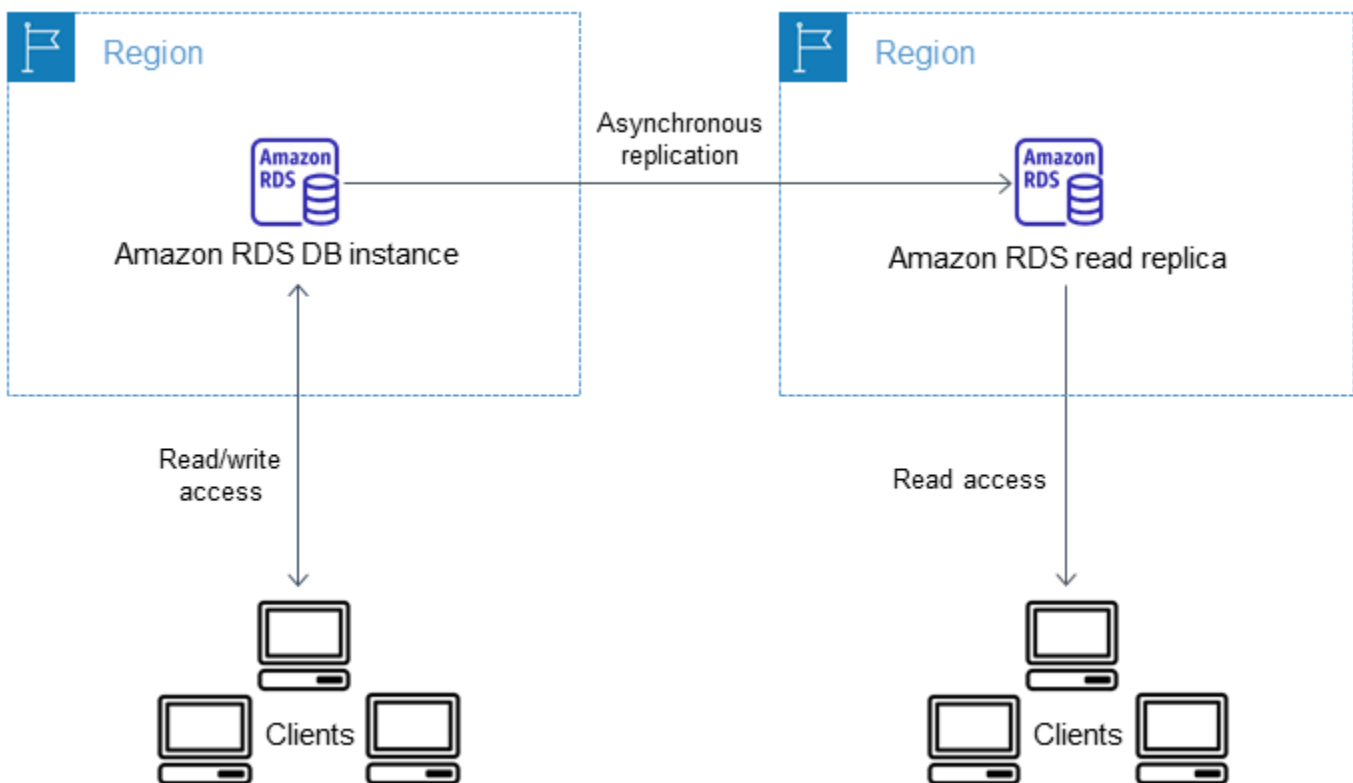 Region
Region
Asynchronous
replication
Amazon
RDS
Amazon
RDS
Amazon RDS DB instance
Amazon RDS read replica
Read/write
access
Read access
Clients
Clients